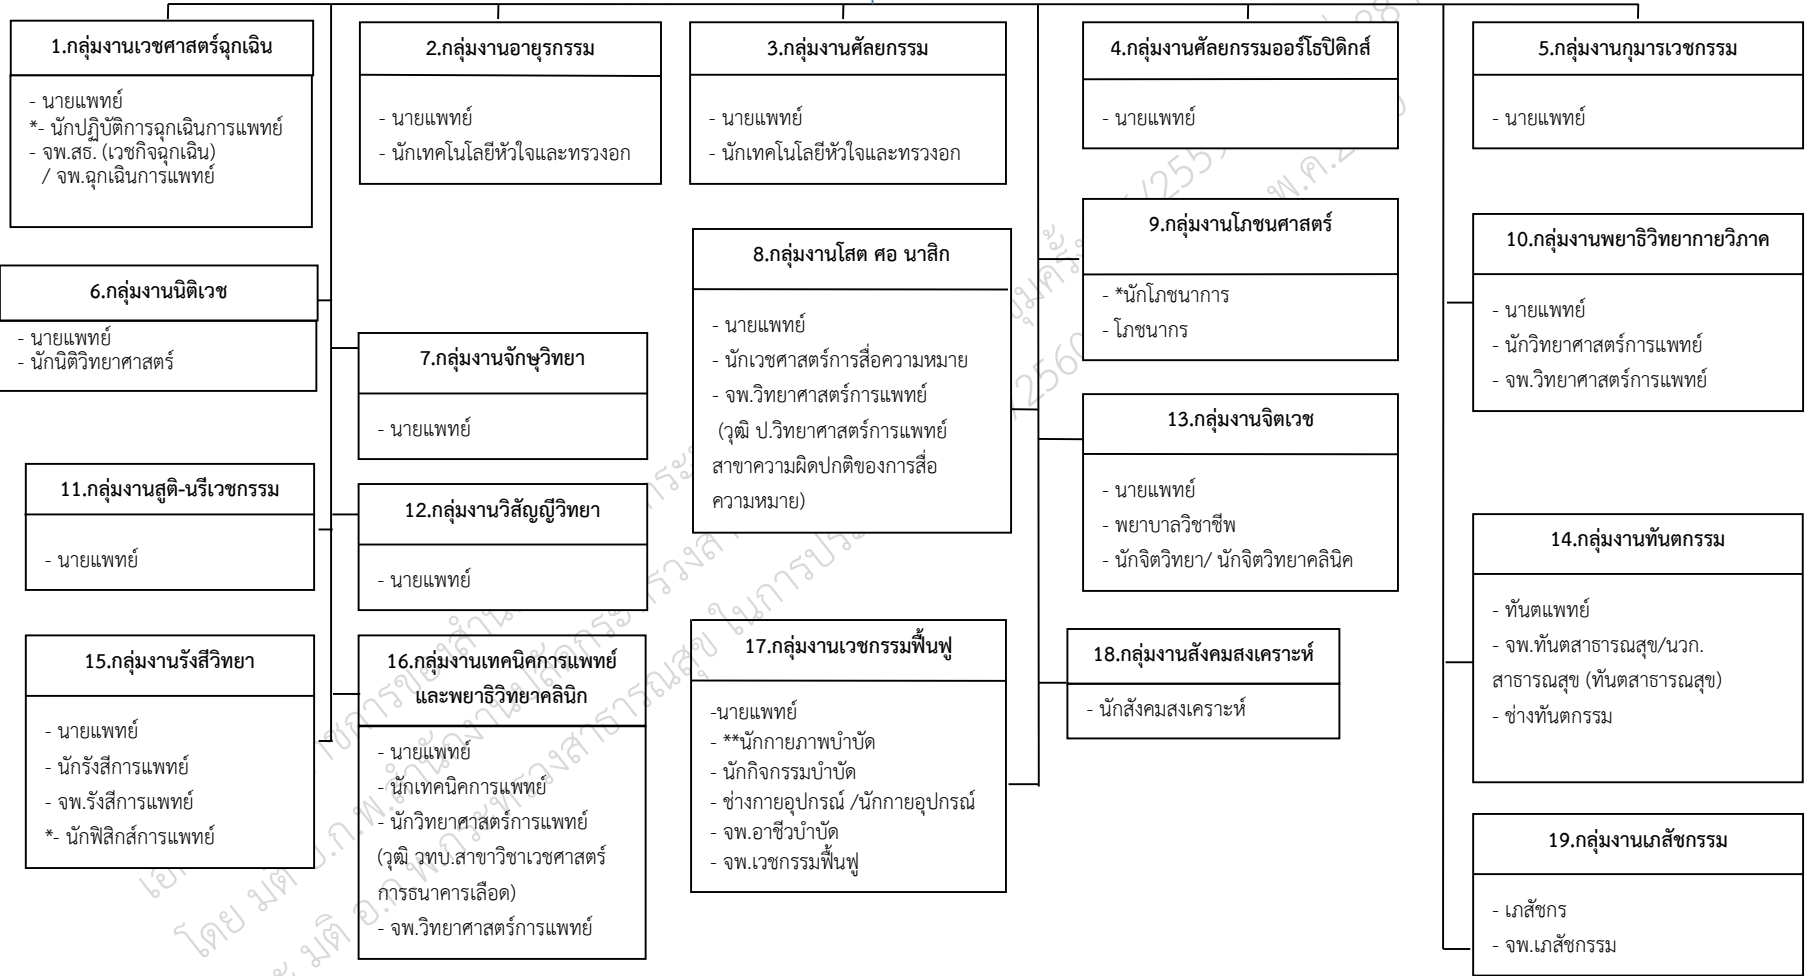 1.กลุ่มงานเวชศาสตร์ฉุกเฉิน
- นายแพทย์
*- นักปฏิบัติการฉุกเฉินการแพทย์
- จพ.สธ. (เวชกิจฉุกเฉิน)
/ จพ.ฉุกเฉินการแพทย์
2.กลุ่มงานอายุรกรรม
- นายแพทย์
- นักเทคโนโลยีหัวใจและทรวงอก
3.กลุ่มงานศัลยกรรม
- นายแพทย์
- นักเทคโนโลยีหัวใจและทรวงอก
4.กลุ่มงานศัลยกรรมออร์โธปิดิกส์
- นายแพทย์
5.กลุ่มงานกุมารเวชกรรม
- นายแพทย์
6.กลุ่มงานนิติเวช
- นายแพทย์
- นักนิติวิทยาศาสตร์
7.กลุ่มงานจักษุวิทยา
- นายแพทย์
8.กลุ่มงานโสต ศอ นาสิก
- นายแพทย์
- นักเวชศาสตร์การสื่อความหมาย
- จพ.วิทยาศาสตร์การแพทย์
(วุฒิ ป.วิทยาศาสตร์การแพทย์
สาขาความผิดปกติของการสื่อ
ความหมาย)
9.กลุ่มงานโภชนศาสตร์
- *นักโภชนาการ
- โภชนากร
10.กลุ่มงานพยาธิวิทยากายวิภาค
- นายแพทย์
- นักวิทยาศาสตร์การแพทย์
- จพ.วิทยาศาสตร์การแพทย์
11.กลุ่มงานสูติ-นรีเวชกรรม
- นายแพทย์
12.กลุ่มงานวิสัญญีวิทยา
- นายแพทย์
13.กลุ่มงานจิตเวช
- นายแพทย์
- พยาบาลวิชาชีพ
- นักจิตวิทยา/ นักจิตวิทยาคลินิค
14.กลุ่มงานทันตกรรม
- ทันตแพทย์
- จพ.ทันตสาธารณสุข/นวก.
สาธารณสุข (ทันตสาธารณสุข)
- ช่างทันตกรรม
15.กลุ่มงานรังสีวิทยา
- นายแพทย์
- นักรังสีการแพทย์
- จพ.รังสีการแพทย์
*- นักฟิสิกส์การแพทย์
16.กลุ่มงานเทคนิคการแพทย์
และพยาธิวิทยาคลินิก
- นายแพทย์
- นักเทคนิคการแพทย์
- นักวิทยาศาสตร์การแพทย์
(วุฒิ วทบ.สาขาวิชาเวชศาสตร์
การธนาคารเลือด)
- จพ.วิทยาศาสตร์การแพทย์
17.กลุ่มงานเวชกรรมฟื้นฟู
-นายแพทย์
- **นักกายภาพบำบัด
- นักกิจกรรมบำบัด
- ช่างกายอุปกรณ์ /นักกายอุปกรณ์
- จพ.อาชีวบำบัด
- จพ.เวชกรรมฟื้นฟู
18.กลุ่มงานสังคมสงเคราะห์
- นักสังคมสงเคราะห์
19.กลุ่มงานเภสัชกรรม
- เภสัชกร
- จพ.เภสัชกรรม